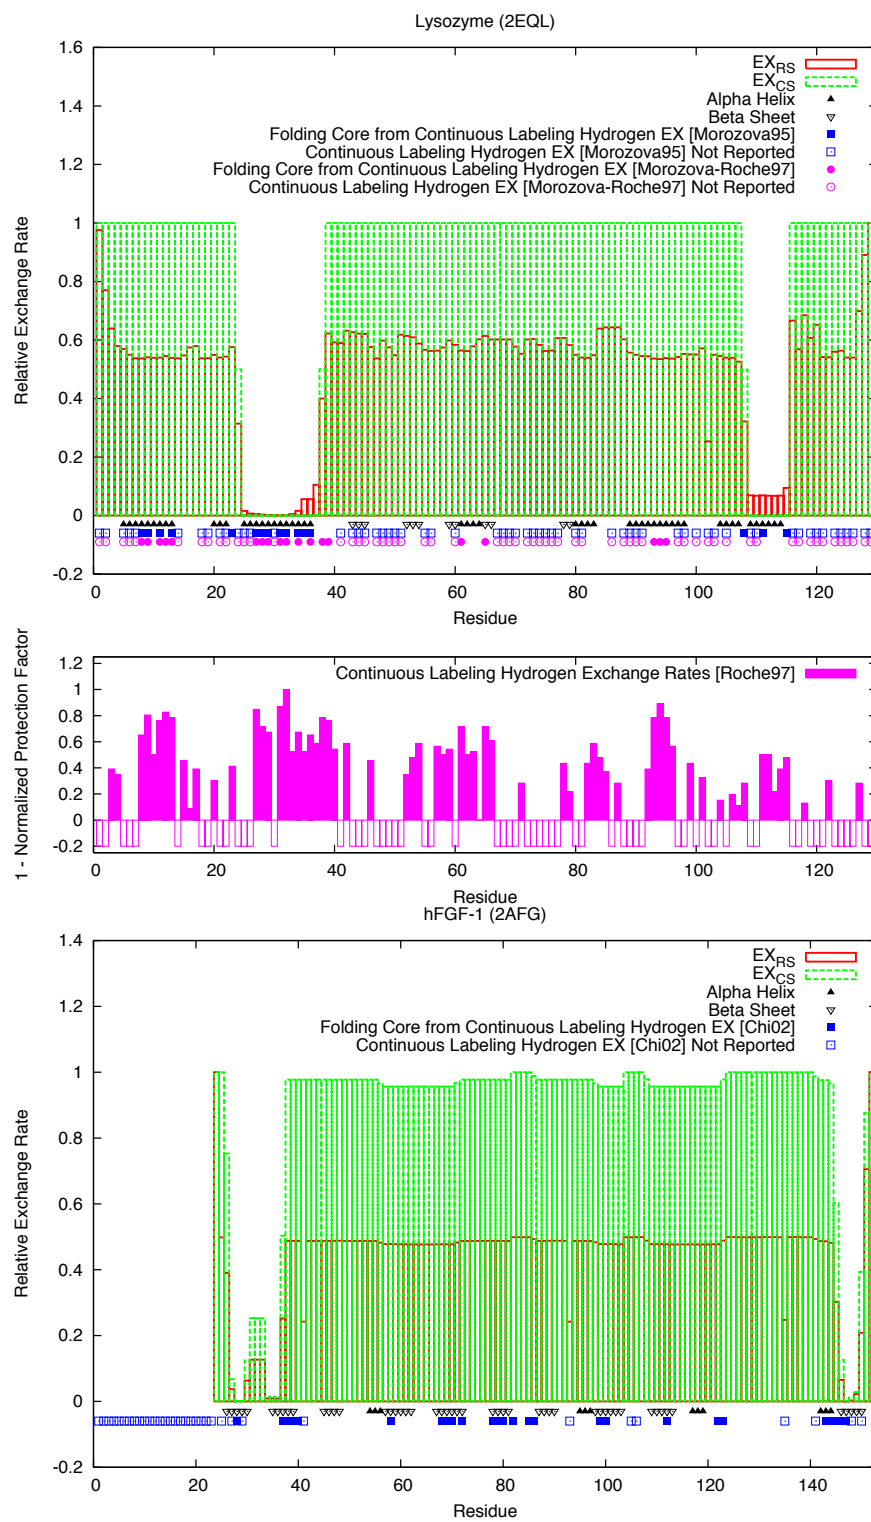 Lysozyme (2EQL)
1.6
1.4
1.2
1
0.8
0.6
0.4
0.2
0
-0.2
Relative Exchange Rate
EX_RS
EX_CS
Alpha Helix
Beta Sheet
Folding Core from Continuous Labeling Hydrogen EX [Morozova95]
Continuous Labeling Hydrogen EX [Morozova95] Not Reported
Folding Core from Continuous Labeling Hydrogen EX [Morozova-Roche97]
Continuous Labeling Hydrogen EX [Morozova-Roche97] Not Reported
0 20 40 60 80 100 120
Residue
1.2
1
0.8
0.6
0.4
0.2
0
-0.2
1 - Normalized Protection Factor
Continuous Labeling Hydrogen Exchange Rates [Roche97]
0 20 40 60 80 100 120
Residue
hFGF-1 (2AFG)
1.4
1.2
1
0.8
0.6
0.4
0.2
0
-0.2
Relative Exchange Rate
EX_RS
EX_CS
Alpha Helix
Beta Sheet
Folding Core from Continuous Labeling Hydrogen EX [Chi02]
Continuous Labeling Hydrogen EX [Chi02] Not Reported
0 20 40 60 80 100 120 140
Residue